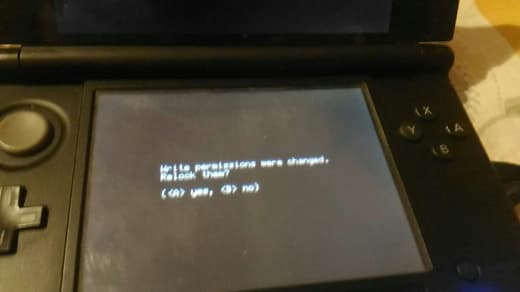 Write permissions were changed.
Relock them?
(<A> yes, <B> no)
X
Y
A
B